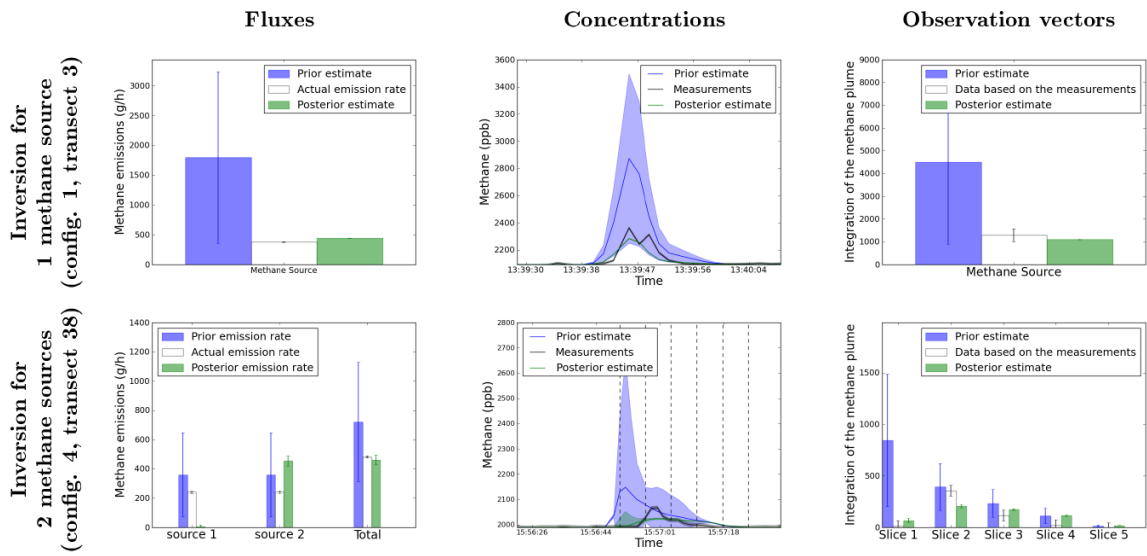 Fluxes
Concentrations
Observation vectors
Inversion for
1 methane source
(config. 1, transect 3)
Methane emissions (g/h)
3000
2500
2000
1500
1000
500
0
Prior estimate
Actual emission rate
Posterior estimate
Methane Source
Methane (ppb)
3600
3400
3200
3000
2800
2600
2400
2200
Prior estimate
Measurements
Posterior estimate
13:39:30
13:39:38
13:39:47
13:39:56
13:40:04
Time
Integration of the methane plume
9000
8000
7000
6000
5000
4000
3000
2000
1000
0
Prior estimate
Data based on the measurements
Posterior estimate
Methane Source
Inversion for
2 methane sources
(config. 4, transect 38)
Methane emissions (g/h)
1400
1200
1000
800
600
400
200
0
Prior emission rate
Actual emission rate
Posterior emission rate
source 1
source 2
Total
Methane (ppb)
2800
2700
2600
2500
2400
2300
2200
2100
2000
Prior estimate
Measurements
Posterior estimate
15:56:26
15:56:44
15:57:01
15:57:18
Time
Integration of the methane plume
1500
1000
500
0
Prior estimate
Data based on the measurements
Posterior estimate
Slice 1
Slice 2
Slice 3
Slice 4
Slice 5